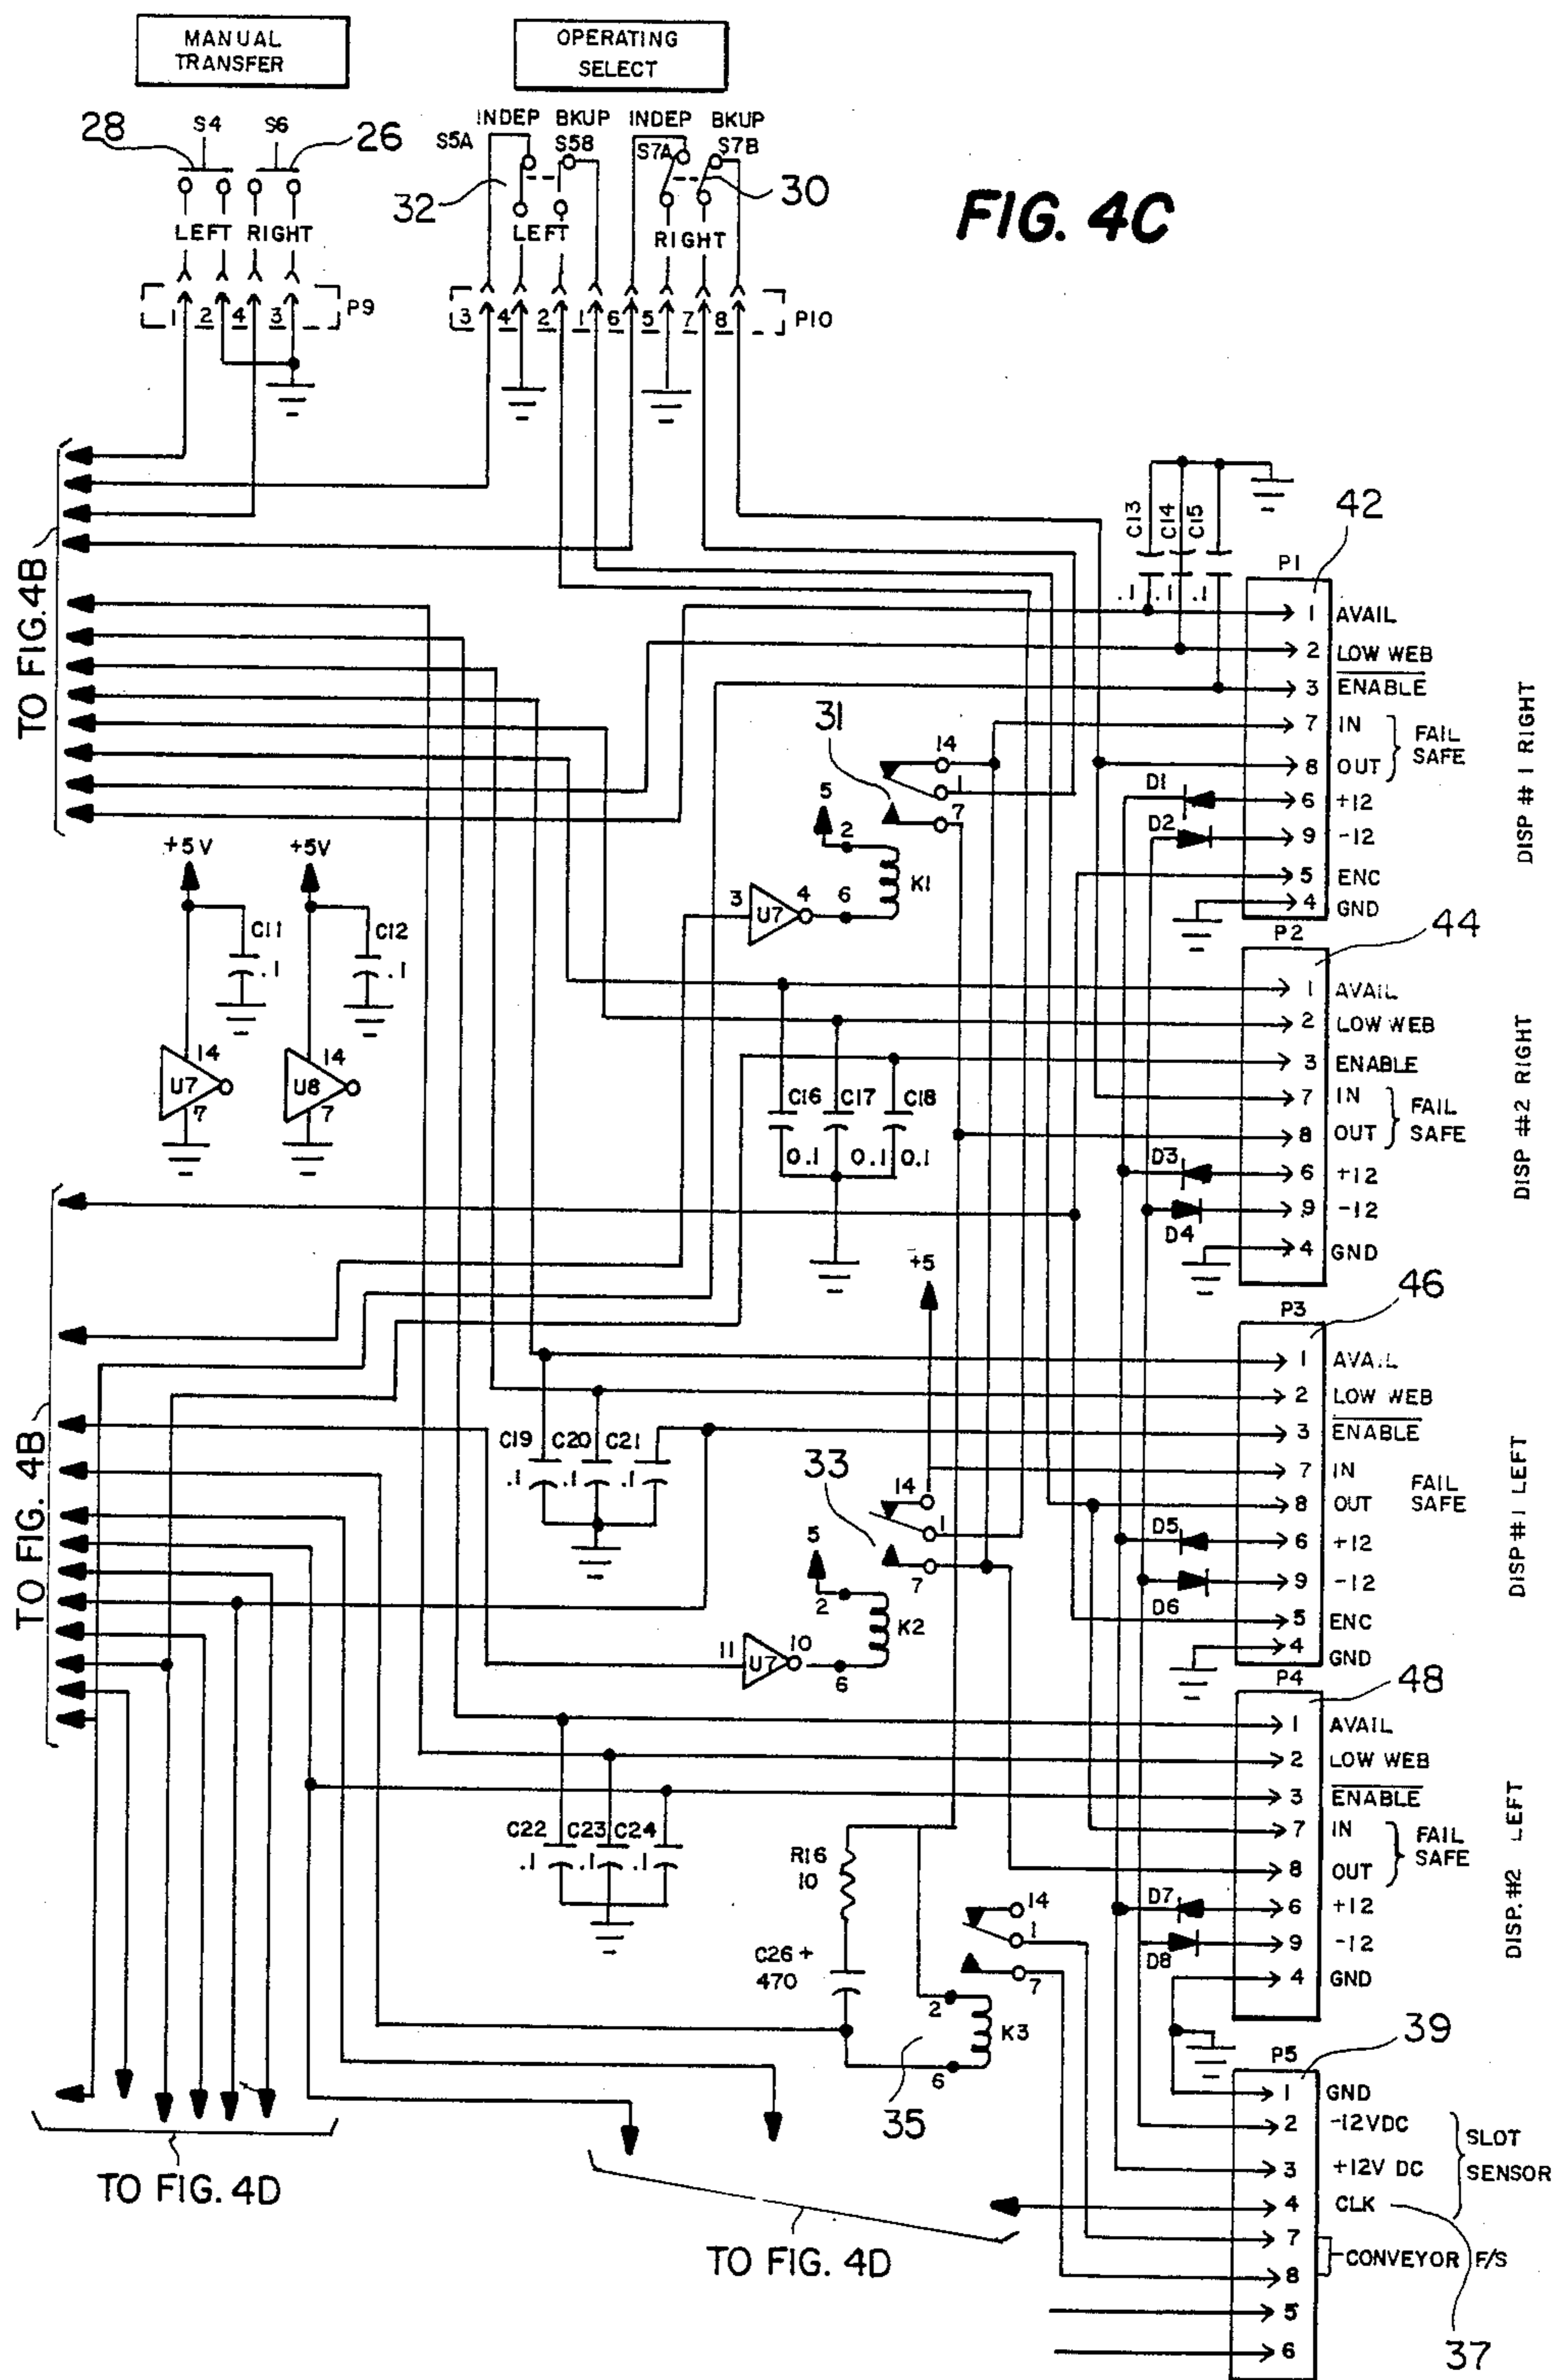 MANUAL
TRANSFER
OPERATING
SELECT
FIG. 4C
28
S4
S6
26
INDEP
BKUP
INDEP
BKUP
S5A
S58
S7A
S7B
32
30
LEFT
RIGHT
LEFT
RIGHT
1
2
4
3
P9
3
4
2
1
6
5
7
8
P10
TO FIG.4B
C13
C14
C15
.1
.1
.1
42
P1
1 AVAIL
2 LOW WEB
3 ENABLE
7 IN
8 OUT
FAIL
SAFE
6 +12
9 -12
5 ENC
4 GND
D1
D2
DISP # 1 RIGHT
31
14
1
7
5
2
K1
3
U7
4
6
+5V
+5V
C11
.1
C12
.1
14
U7
7
14
U8
7
P2
44
1 AVAIL
2 LOW WEB
3 ENABLE
7 IN
8 OUT
FAIL
SAFE
6 +12
9 -12
4 GND
D3
D4
DISP #2 RIGHT
C16
C17
C18
0.1
0.1
0.1
TO FIG. 4B
+5
P3
46
1 AVAIL
2 LOW WEB
3 ENABLE
7 IN
8 OUT
FAIL
SAFE
6 +12
9 -12
5 ENC
4 GND
D5
D6
DISP # 1 LEFT
C19
C20
C21
.1
.1
.1
33
14
1
7
5
2
K2
11
U7
10
6
P4
48
1 AVAIL
2 LOW WEB
3 ENABLE
7 IN
8 OUT
FAIL
SAFE
6 +12
9 -12
4 GND
D7
D8
DISP. #2 LEFT
C22
C23
C24
.1
.1
.1
R16
10
C26 +
470
14
1
7
2
K3
6
35
P5
39
1 GND
2 -12VDC
3 +12V DC
4 CLK
SLOT
SENSOR
7
8
CONVEYOR F/S
5
6
37
TO FIG. 4D
TO FIG. 4D